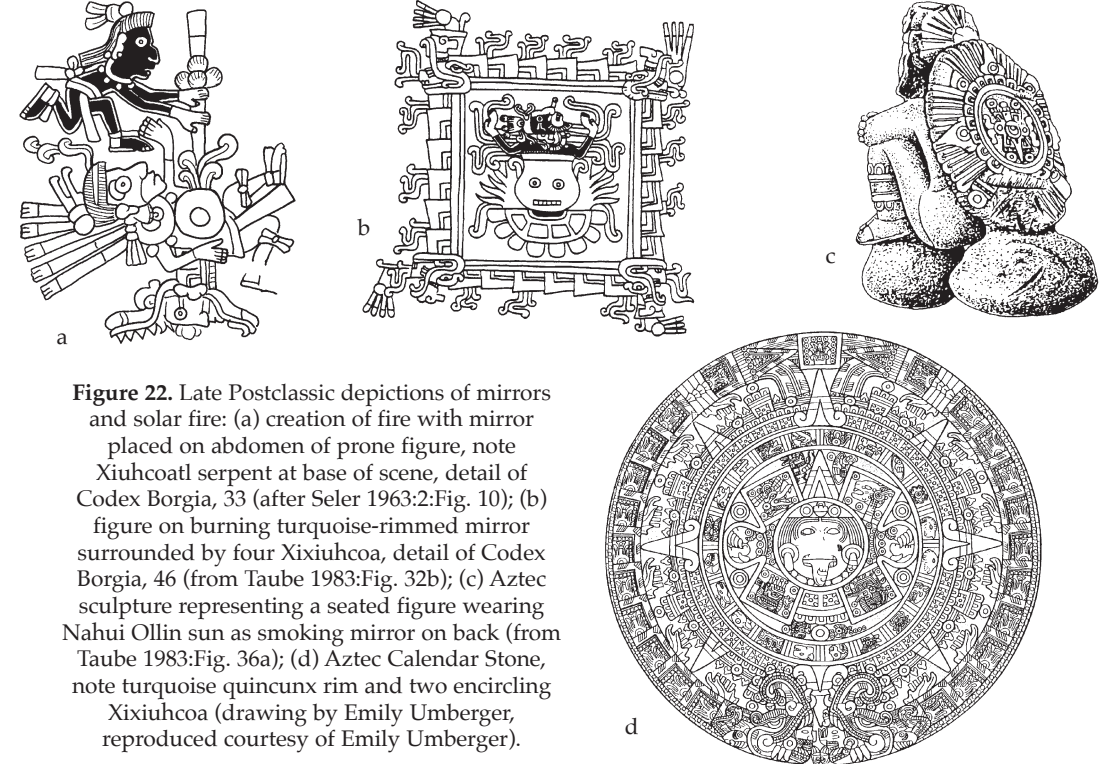 a
b
c
Figure 22. Late Postclassic depictions of mirrors
and solar fire: (a) creation of fire with mirror
placed on abdomen of prone figure, note
Xiuhcoatl serpent at base of scene, detail of
Codex Borgia, 33 (after Seler 1963:2:Fig. 10); (b)
figure on burning turquoise-rimmed mirror
surrounded by four Xixiuhcoa, detail of Codex
Borgia, 46 (from Taube 1983:Fig. 32b); (c) Aztec
sculpture representing a seated figure wearing
Nahui Ollin sun as smoking mirror on back (from
Taube 1983:Fig. 36a); (d) Aztec Calendar Stone,
note turquoise quincunx rim and two encircling
Xixiuhcoa (drawing by Emily Umberger,
reproduced courtesy of Emily Umberger).
d